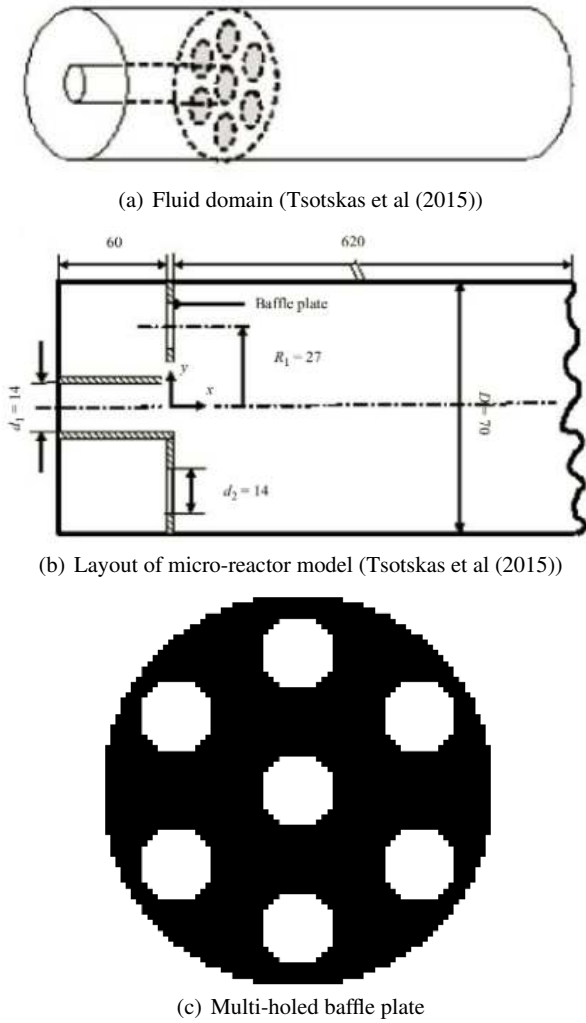 (a) Fluid domain (Tsotskas et al (2015))
60
620
Baffle plate
R₁ = 27
y
x
d₁ = 14
D = 70
d₂ = 14
(b) Layout of micro-reactor model (Tsotskas et al (2015))
(c) Multi-holed baffle plate